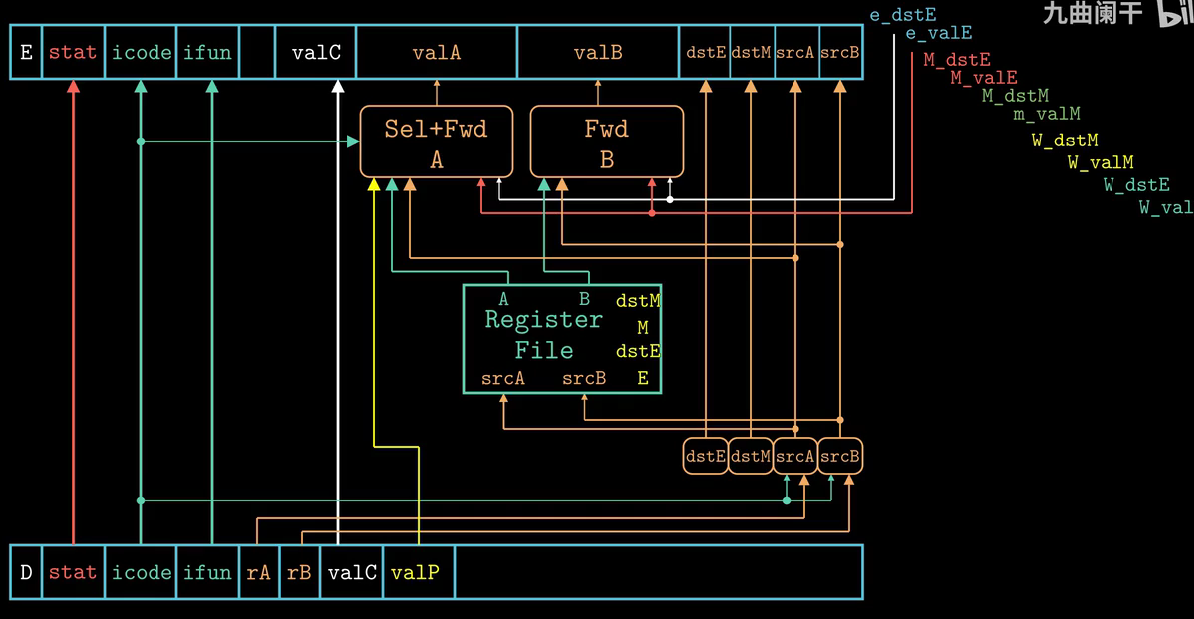 九曲阑干
e_dstE
e_valE
E stat icode ifun valC valA valB dstE dstM srcA srcB
M_dstE
M_valE
M_dstM
m_valM
Sel+Fwd
A
Fwd
B
W_dstM
W_valM
W_dstE
W_val
A B dstM
Register M
File dstE
srcA srcB E
dstE dstM srcA srcB
D stat icode ifun rA rB valC valP